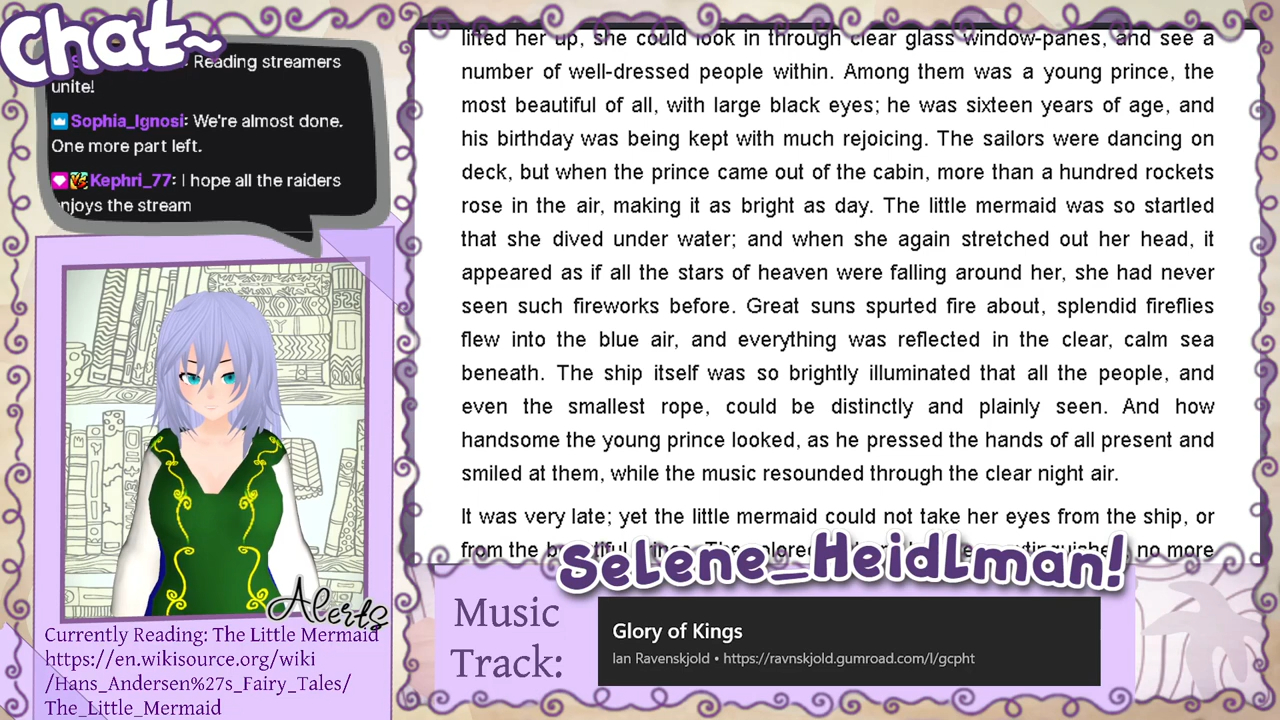 Chat~
Reading streamers
unite!
Sophia_Ignosi: We're almost done.
One more part left.
Kephri_77: I hope all the raiders
enjoys the stream
Alerts
Currently Reading: The Little Mermaid
https://en.wikisource.org/wiki
/Hans_Andersen%27s_Fairy_Tales/
The_Little_Mermaid
lifted her up, she could look in through clear glass window-panes, and see a
number of well-dressed people within. Among them was a young prince, the
most beautiful of all, with large black eyes; he was sixteen years of age, and
his birthday was being kept with much rejoicing. The sailors were dancing on
deck, but when the prince came out of the cabin, more than a hundred rockets
rose in the air, making it as bright as day. The little mermaid was so startled
that she dived under water; and when she again stretched out her head, it
appeared as if all the stars of heaven were falling around her, she had never
seen such fireworks before. Great suns spurted fire about, splendid fireflies
flew into the blue air, and everything was reflected in the clear, calm sea
beneath. The ship itself was so brightly illuminated that all the people, and
even the smallest rope, could be distinctly and plainly seen. And how
handsome the young prince looked, as he pressed the hands of all present and
smiled at them, while the music resounded through the clear night air.
It was very late; yet the little mermaid could not take her eyes from the ship, or
from the no more
Selene_Heidlman!
Music
Track:
Glory of Kings
Ian Ravenskjold • https://ravnskjold.gumroad.com/l/gcpht